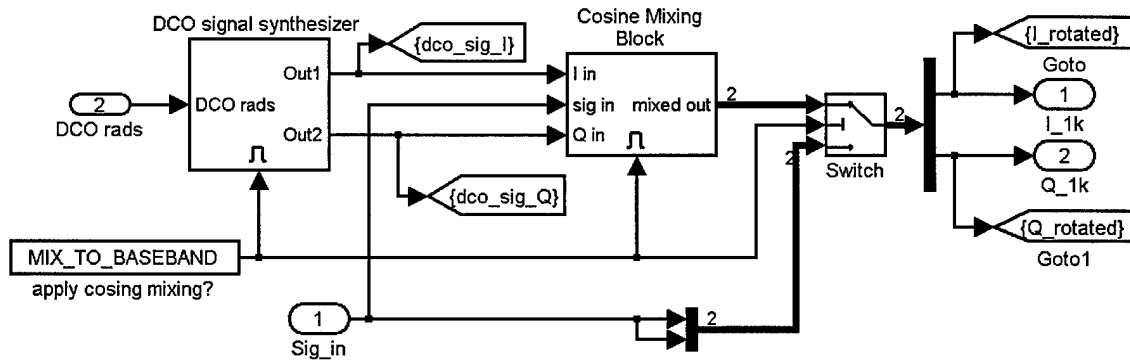 DCO signal synthesizer
{dco_sig_I}
Cosine Mixing
Block
{I_rotated}
Goto
Out1
I in
2
DCO rads
DCO rads
sig in
mixed out
2
1
I_1k
Out2
Q in
2
2
Switch
2
Q_1k
{dco_sig_Q}
{Q_rotated}
Goto1
MIX_TO_BASEBAND
apply cosing mixing?
1
Sig_in
2